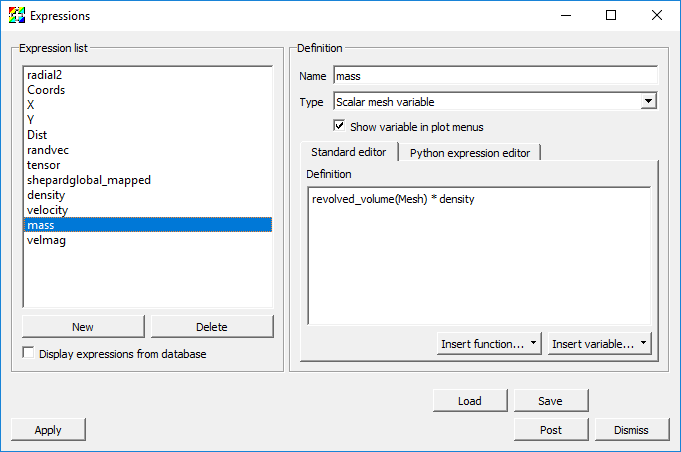 Expressions
Expression list
radial2
Coords
X
Y
Dist
randvec
tensor
shepardglobal_mapped
density
velocity
mass
velmag
New
Delete
Display expressions from database
Definition
Name
mass
Type
Scalar mesh variable
Show variable in plot menus
Standard editor
Python expression editor
Definition
revolved_volume(Mesh) * density
Insert function...
Insert variable...
Load
Save
Apply
Post
Dismiss